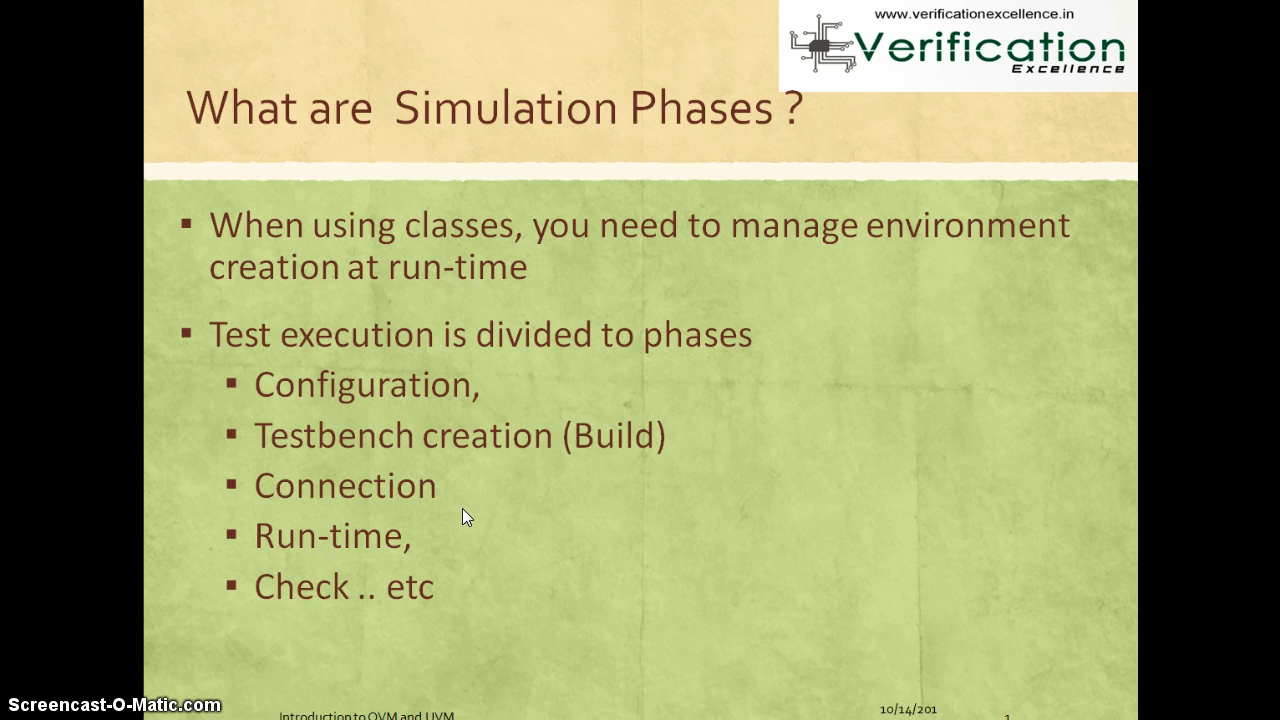 www.verificationexcellence.in
Verification
Excellence
What are Simulation Phases ?
▪ When using classes, you need to manage environment
creation at run-time
▪ Test execution is divided to phases
▪ Configuration,
▪ Testbench creation (Build)
▪ Connection
▪ Run-time,
▪ Check .. etc
Screencast-O-Matic.com
Introduction to OVM and UVM
10/14/201
1